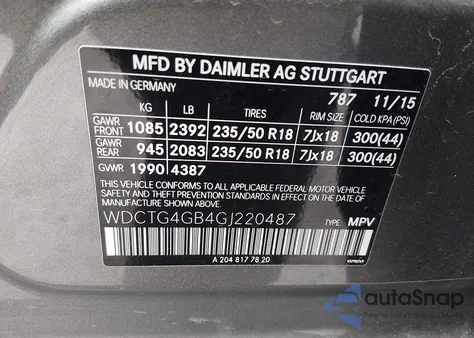 MFD BY DAIMLER AG STUTTGART
MADE IN GERMANY 787 11/15
KG LB TIRES RIM SIZE COLD KPA (PSI)
GAWR FRONT 1085 2392 235/50 R18 7Jx18 300(44)
GAWR REAR 945 2083 235/50 R18 7Jx18 300(44)
GVWR 1990 4387
THIS VEHICLE CONFORMS TO ALL APPLICABLE FEDERAL MOTOR VEHICLE
SAFETY AND THEFT PREVENTION STANDARDS IN EFFECT ON THE DATE
OF MANUFACTURE SHOWN ABOVE.
WDCTG4GB4GJ220487 TYPE: MPV
A 204 817 78 20
autoSnap